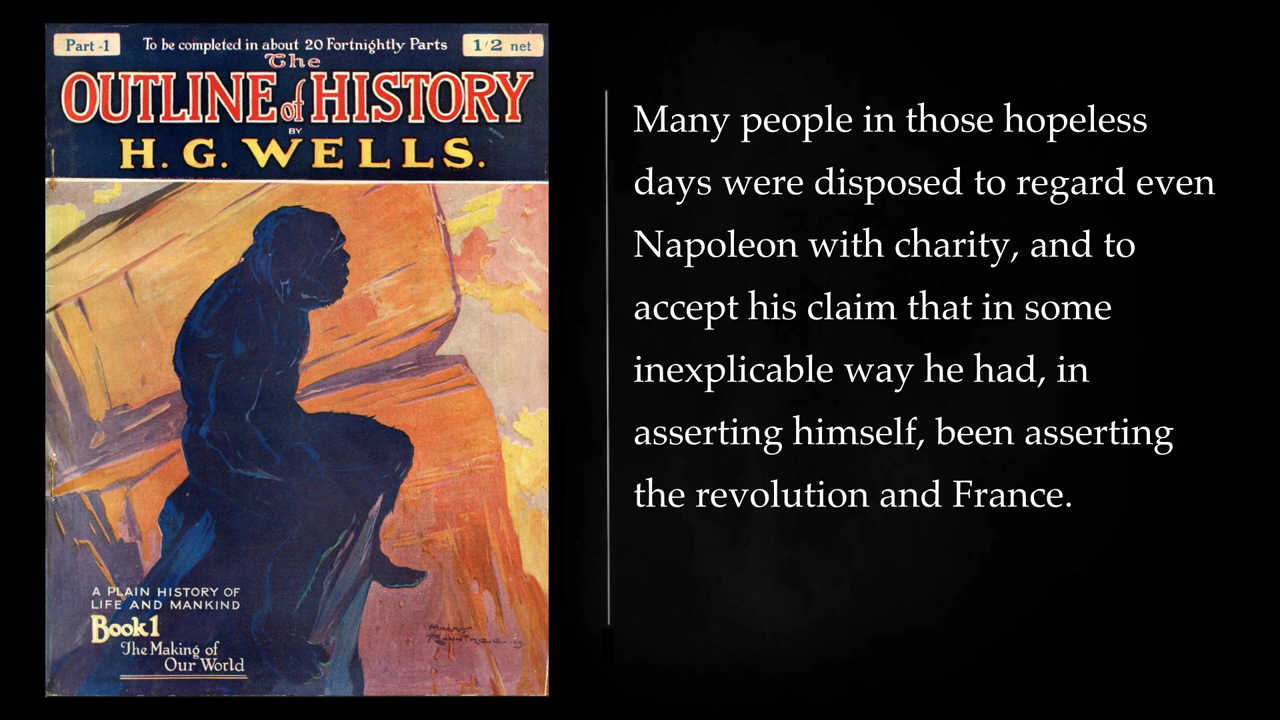 Part -1
To be completed in about 20 Fortnightly Parts
1/2 net
The
OUTLINE of HISTORY
BY
H. G. WELLS.
A PLAIN HISTORY OF
LIFE AND MANKIND
Book 1
The Making of
Our World
Many people in those hopeless
days were disposed to regard even
Napoleon with charity, and to
accept his claim that in some
inexplicable way he had, in
asserting himself, been asserting
the revolution and France.